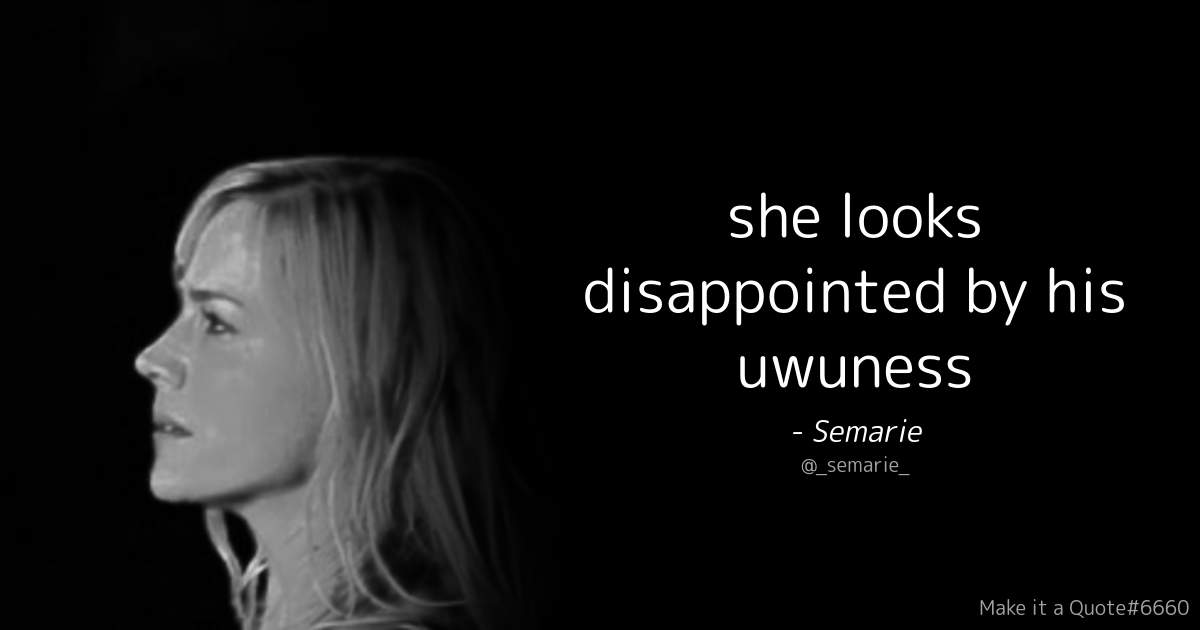 she looks
disappointed by his
uwuness
- Semarie
@_semarie_
Make it a Quote#6660